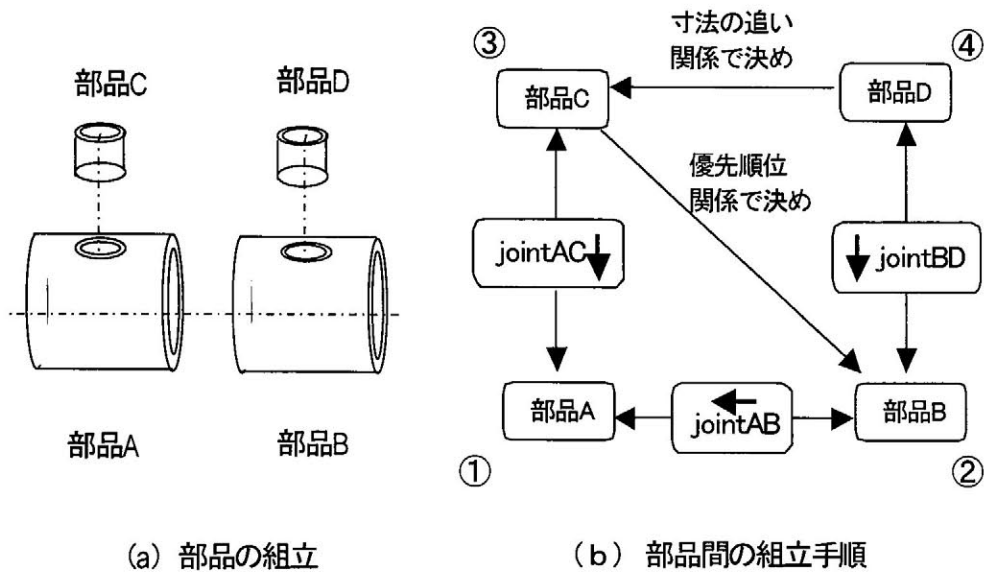 部品C
部品D
部品A
部品B
(a) 部品の組立
③
寸法の追い
関係で決め
④
部品C
部品D
優先順位
関係で決め
jointAC
jointBD
部品A
jointAB
部品B
①
②
(b) 部品間の組立手順